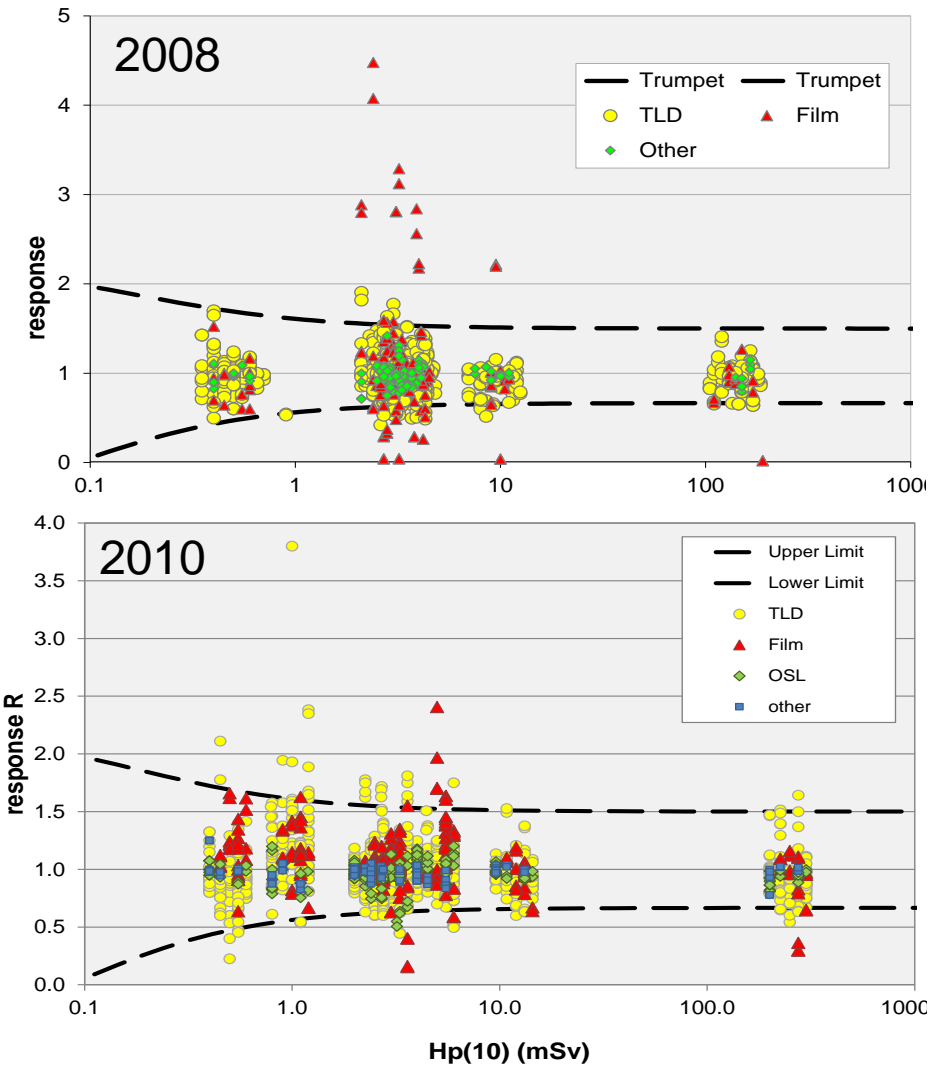 5
2008
Trumpet Trumpet
TLD Film
Other
4
3
2
1
0
response
0.1 1 10 100 1000
4.0
2010
Upper Limit
Lower Limit
TLD
Film
OSL
other
3.5
3.0
2.5
2.0
1.5
1.0
0.5
0.0
response R
0.1 1.0 10.0 100.0 1000
Hp(10) (mSv)